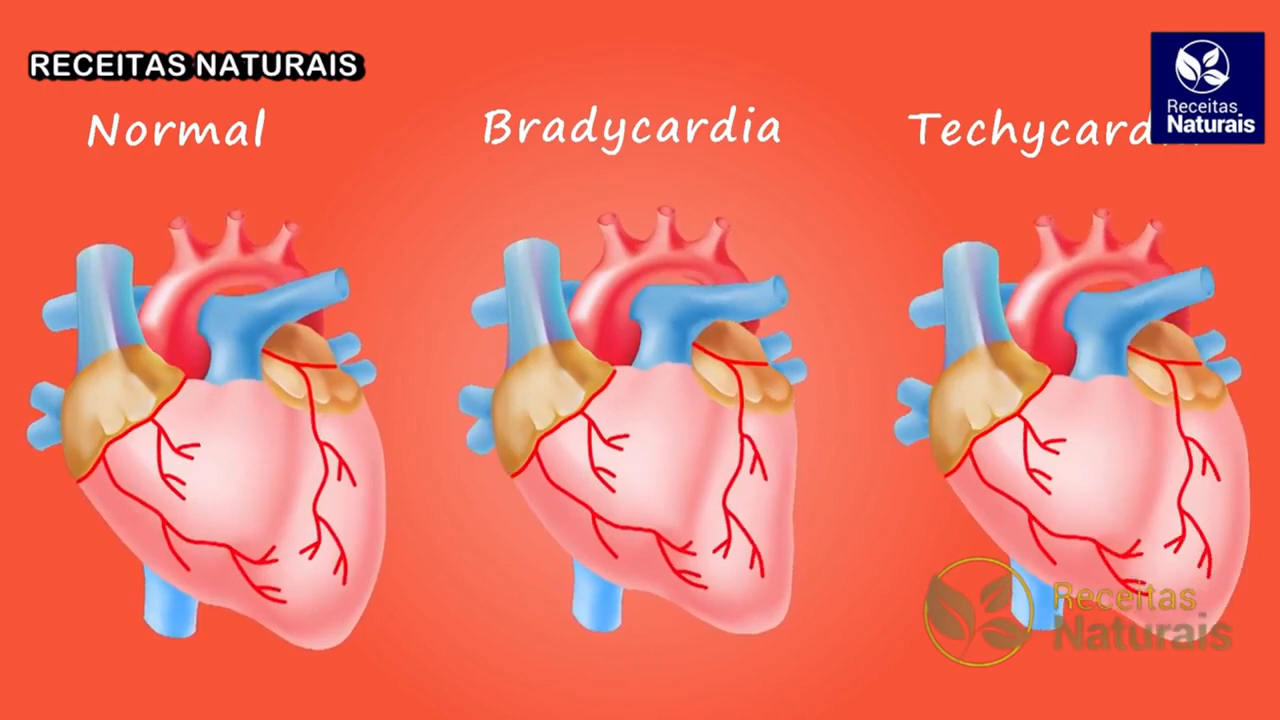 RECEITAS NATURAIS
Normal
Bradycardia
Receitas
Naturais
Receitas
Naturais